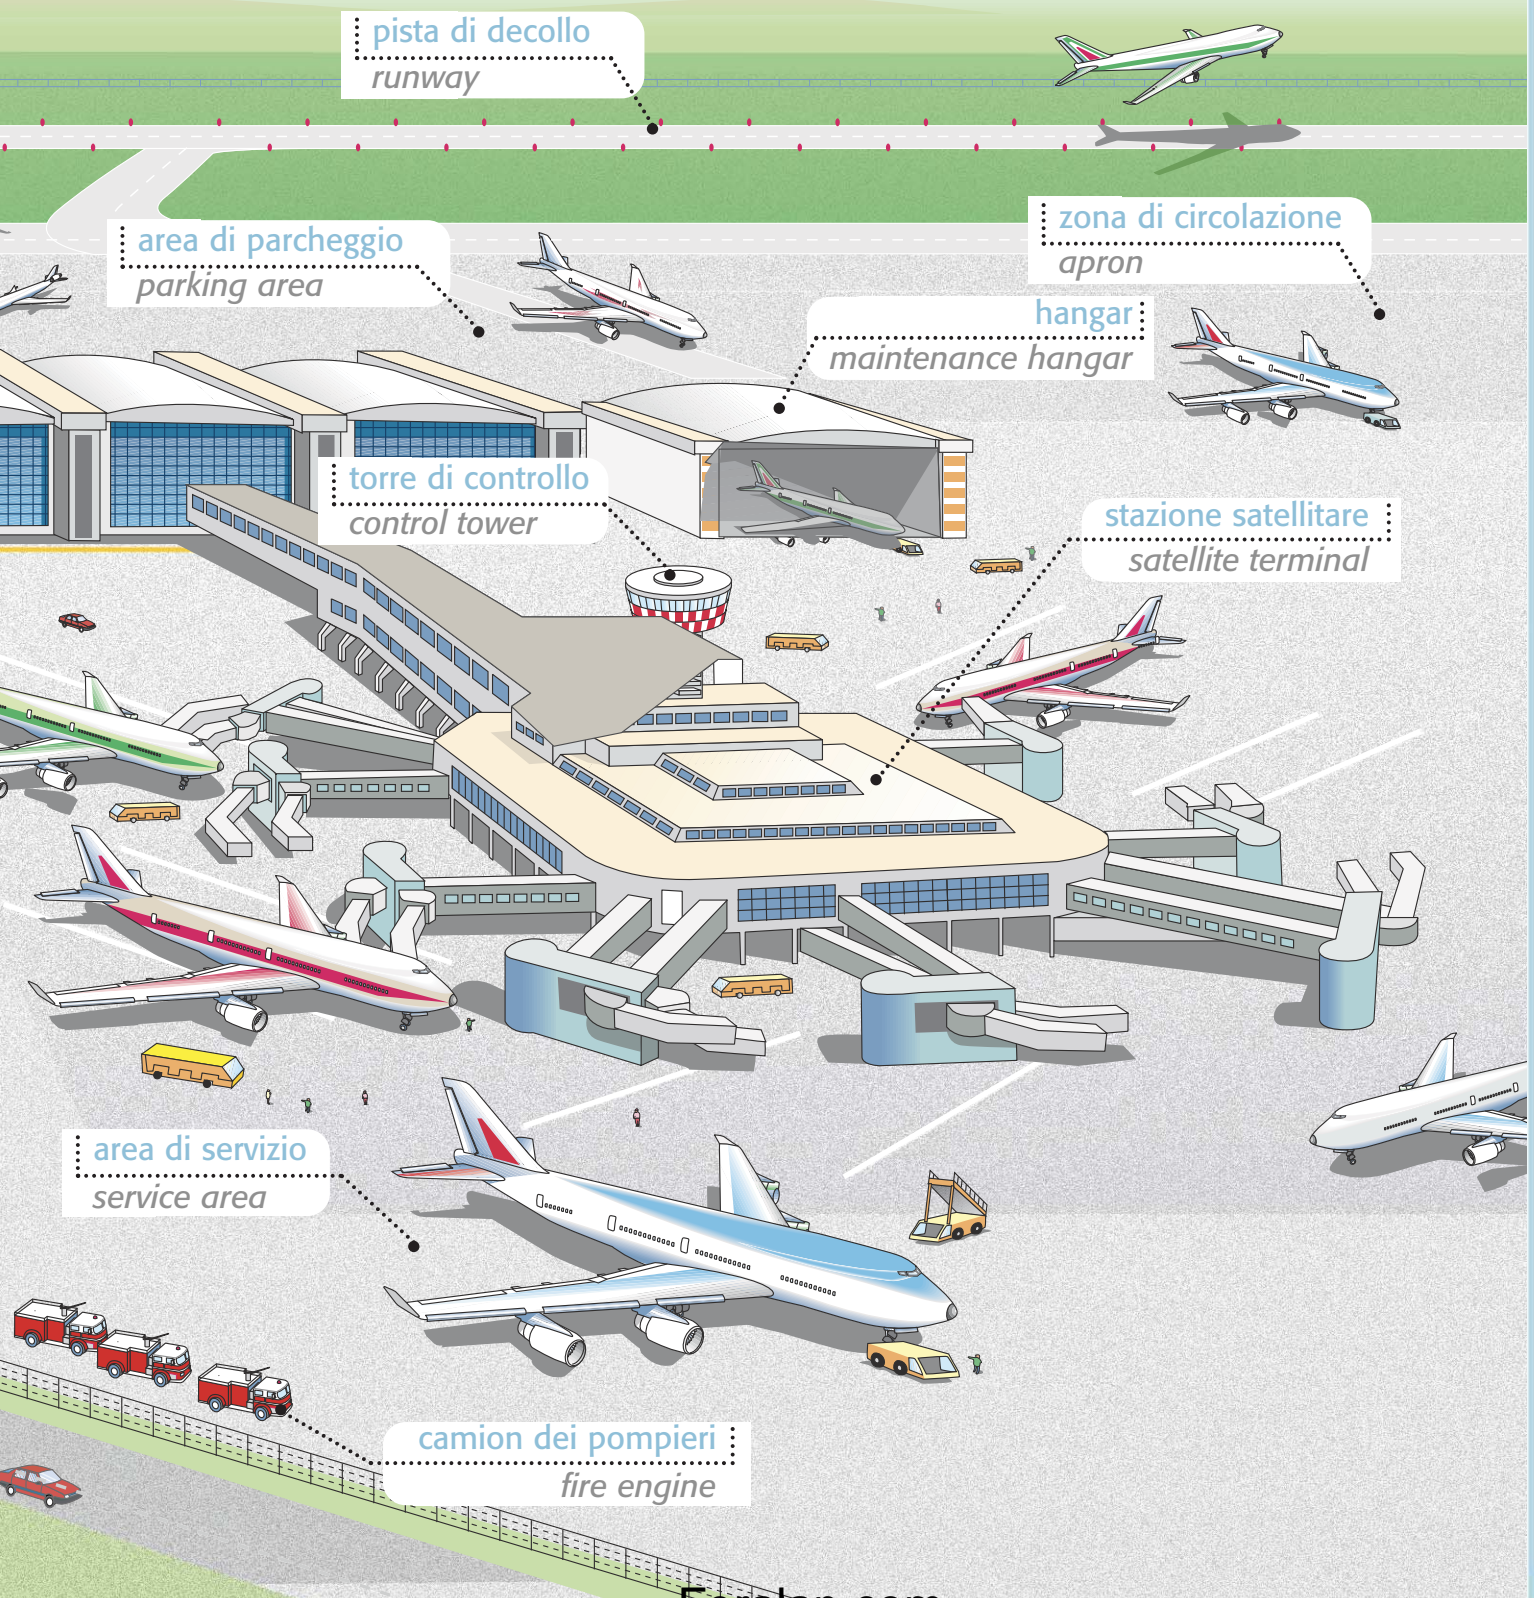 pista di decollo
runway
zona di circolazione
apron
area di parcheggio
parking area
hangar
maintenance hangar
torre di controllo
control tower
stazione satellitare
satellite terminal
area di servizio
service area
camion dei pompieri
fire engine